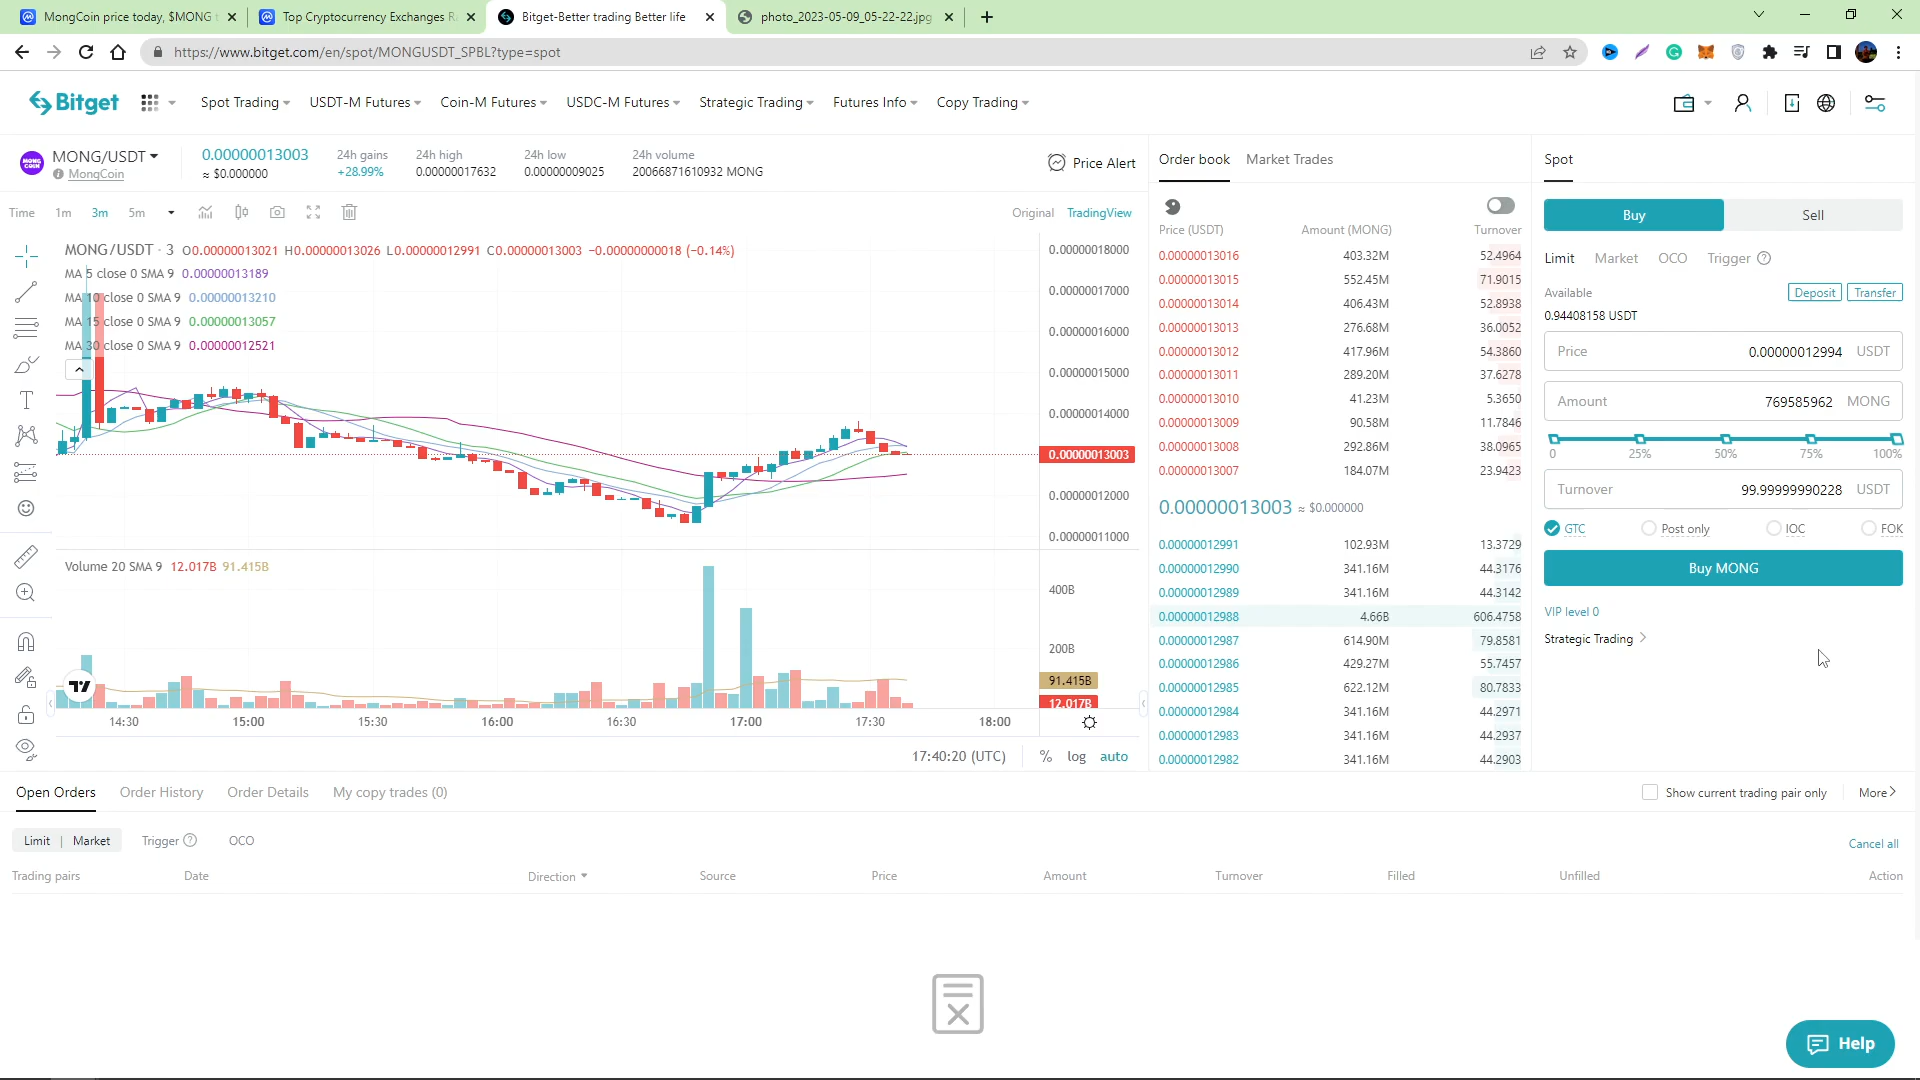 MongCoin price today, $MONG t
Top Cryptocurrency Exchanges R
Bitget-Better trading Better life
photo_2023-05-09_05-22-22.jpg
https://www.bitget.com/en/spot/MONGUSDT_SPBL?type=spot
Bitget
Spot Trading
USDT-M Futures
Coin-M Futures
USDC-M Futures
Strategic Trading
Futures Info
Copy Trading
MONG COIN
MONG/USDT
MongCoin
0.00000013003
≈ $0.000000
24h gains
+28.99%
24h high
0.00000017632
24h low
0.00000009025
24h volume
20066871610932 MONG
Price Alert
Time 1m 3m 5m
Original TradingView
MONG/USDT · 3 O0.00000013021 H0.00000013026 L0.00000012991 C0.00000013003 −0.00000000018 (−0.14%)
MA 5 close 0 SMA 9 0.00000013189
MA 10 close 0 SMA 9 0.00000013210
MA 15 close 0 SMA 9 0.00000013057
MA 30 close 0 SMA 9 0.00000012521
0.00000018000
0.00000017000
0.00000016000
0.00000015000
0.00000014000
0.00000013003
0.00000012000
0.00000011000
Volume 20 SMA 9 12.017B 91.415B
400B
200B
91.415B
12.017B
14:30 15:00 15:30 16:00 16:30 17:00 17:30 18:00
17:40:20 (UTC) % log auto
Order book Market Trades
Price (USDT) Amount (MONG) Turnover
0.00000013016 403.32M 52.4964
0.00000013015 552.45M 71.9015
0.00000013014 406.43M 52.8938
0.00000013013 276.68M 36.0052
0.00000013012 417.96M 54.3860
0.00000013011 289.20M 37.6278
0.00000013010 41.23M 5.3650
0.00000013009 90.58M 11.7846
0.00000013008 292.86M 38.0965
0.00000013007 184.07M 23.9423
0.00000013003 ≈ $0.000000
0.00000012991 102.93M 13.3729
0.00000012990 341.16M 44.3176
0.00000012989 341.16M 44.3142
0.00000012988 4.66B 606.4758
0.00000012987 614.90M 79.8581
0.00000012986 429.27M 55.7457
0.00000012985 622.12M 80.7833
0.00000012984 341.16M 44.2971
0.00000012983 341.16M 44.2937
0.00000012982 341.16M 44.2903
Spot
Buy Sell
Limit Market OCO Trigger
Available Deposit Transfer
0.94408158 USDT
Price 0.00000012994 USDT
Amount 769585962 MONG
0 25% 50% 75% 100%
Turnover 99.99999990228 USDT
GTC Post only IOC FOK
Buy MONG
VIP level 0
Strategic Trading
Open Orders Order History Order Details My copy trades (0)
Show current trading pair only More
Limit | Market Trigger OCO
Cancel all
Trading pairs Date Direction Source Price Amount Turnover Filled Unfilled Action
Help